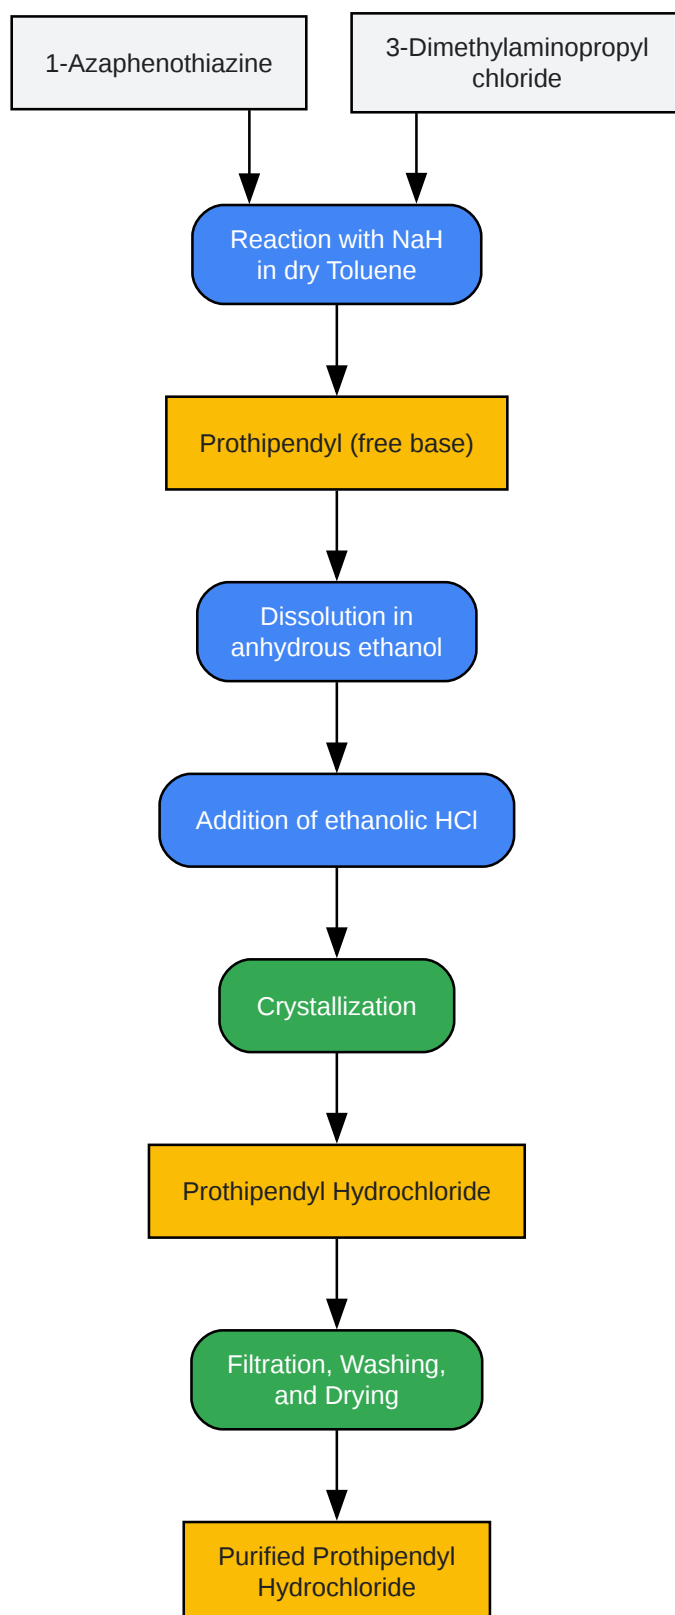 1-Azaphenothiazine
3-Dimethylaminopropyl
chloride
Reaction with NaH
in dry Toluene
Prothipendyl (free base)
Dissolution in
anhydrous ethanol
Addition of ethanolic HCl
Crystallization
Prothipendyl Hydrochloride
Filtration, Washing,
and Drying
Purified Prothipendyl
Hydrochloride